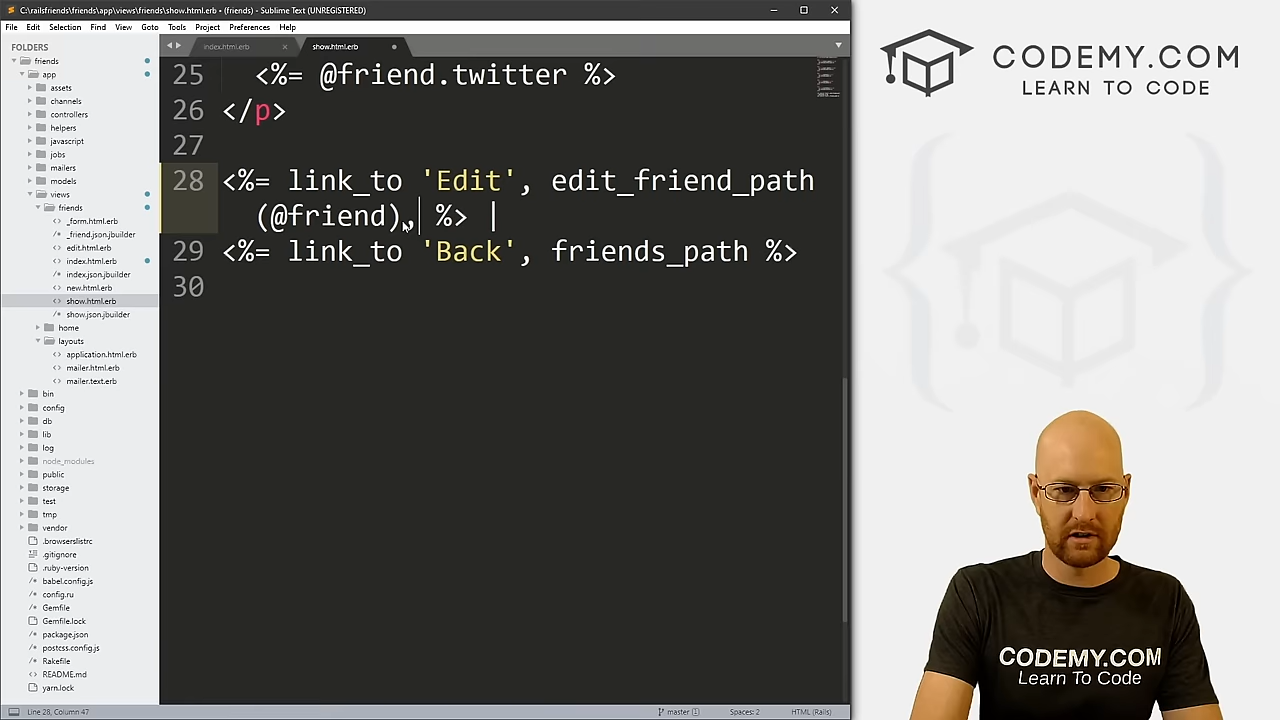 C:\railsfriends\friends\app\views\friends\show.html.erb • (friends) - Sublime Text (UNREGISTERED)
File Edit Selection Find View Goto Tools Project Preferences Help
FOLDERS
friends
app
assets
channels
controllers
helpers
javascript
jobs
mailers
models
views
friends
_form.html.erb
_friend.json.jbuilder
edit.html.erb
index.html.erb
index.json.jbuilder
new.html.erb
show.html.erb
show.json.jbuilder
home
layouts
application.html.erb
mailer.html.erb
mailer.text.erb
bin
config
db
lib
log
node_modules
public
storage
test
tmp
vendor
.browserslistrc
.gitignore
.ruby-version
babel.config.js
config.ru
Gemfile
Gemfile.lock
package.json
postcss.config.js
Rakefile
README.md
yarn.lock
index.html.erb
show.html.erb
25 <%= @friend.twitter %>
26 </p>
27
28 <%= link_to 'Edit', edit_friend_path
(@friend), %> |
29 <%= link_to 'Back', friends_path %>
30
Line 28, Column 47
master 1
Spaces: 2
HTML (Rails)
CODEMY.COM
LEARN TO CODE
CODEMY.COM
Learn To Code